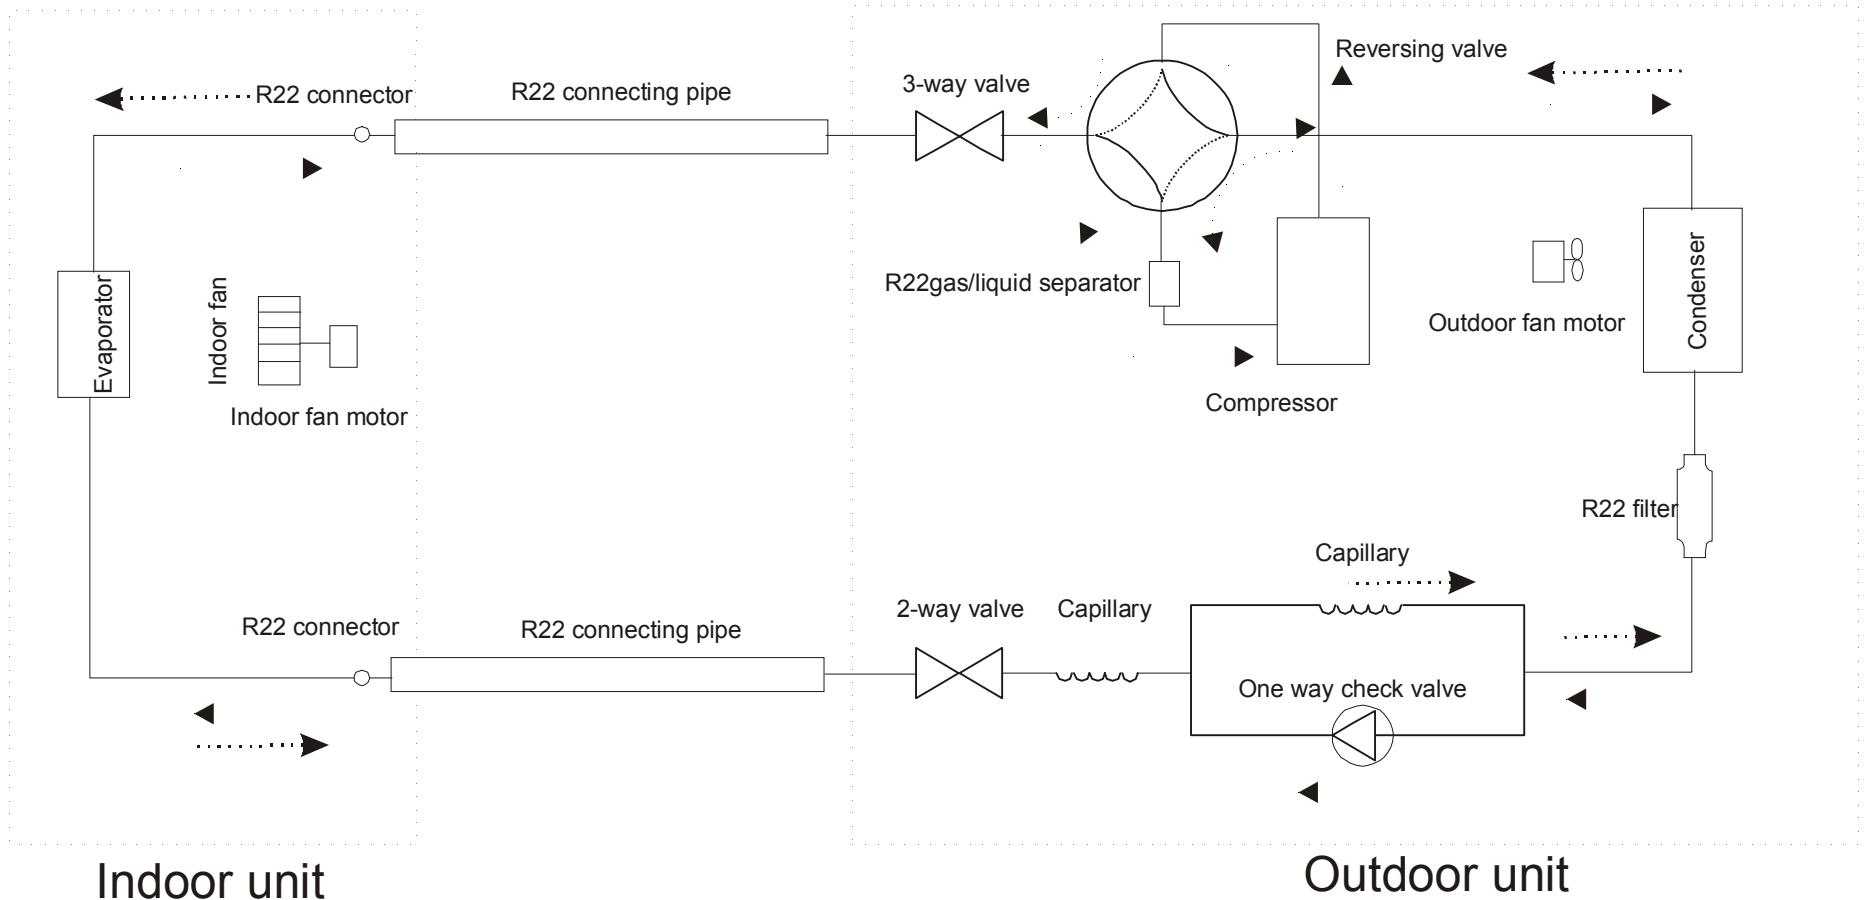 Reversing valve
R22 connector
R22 connecting pipe
3-way valve
Evaporator
Indoor fan
Indoor fan motor
R22gas/liquid separator
Compressor
Outdoor fan motor
Condenser
R22 filter
Capillary
R22 connector
R22 connecting pipe
2-way valve
Capillary
One way check valve
Indoor unit
Outdoor unit